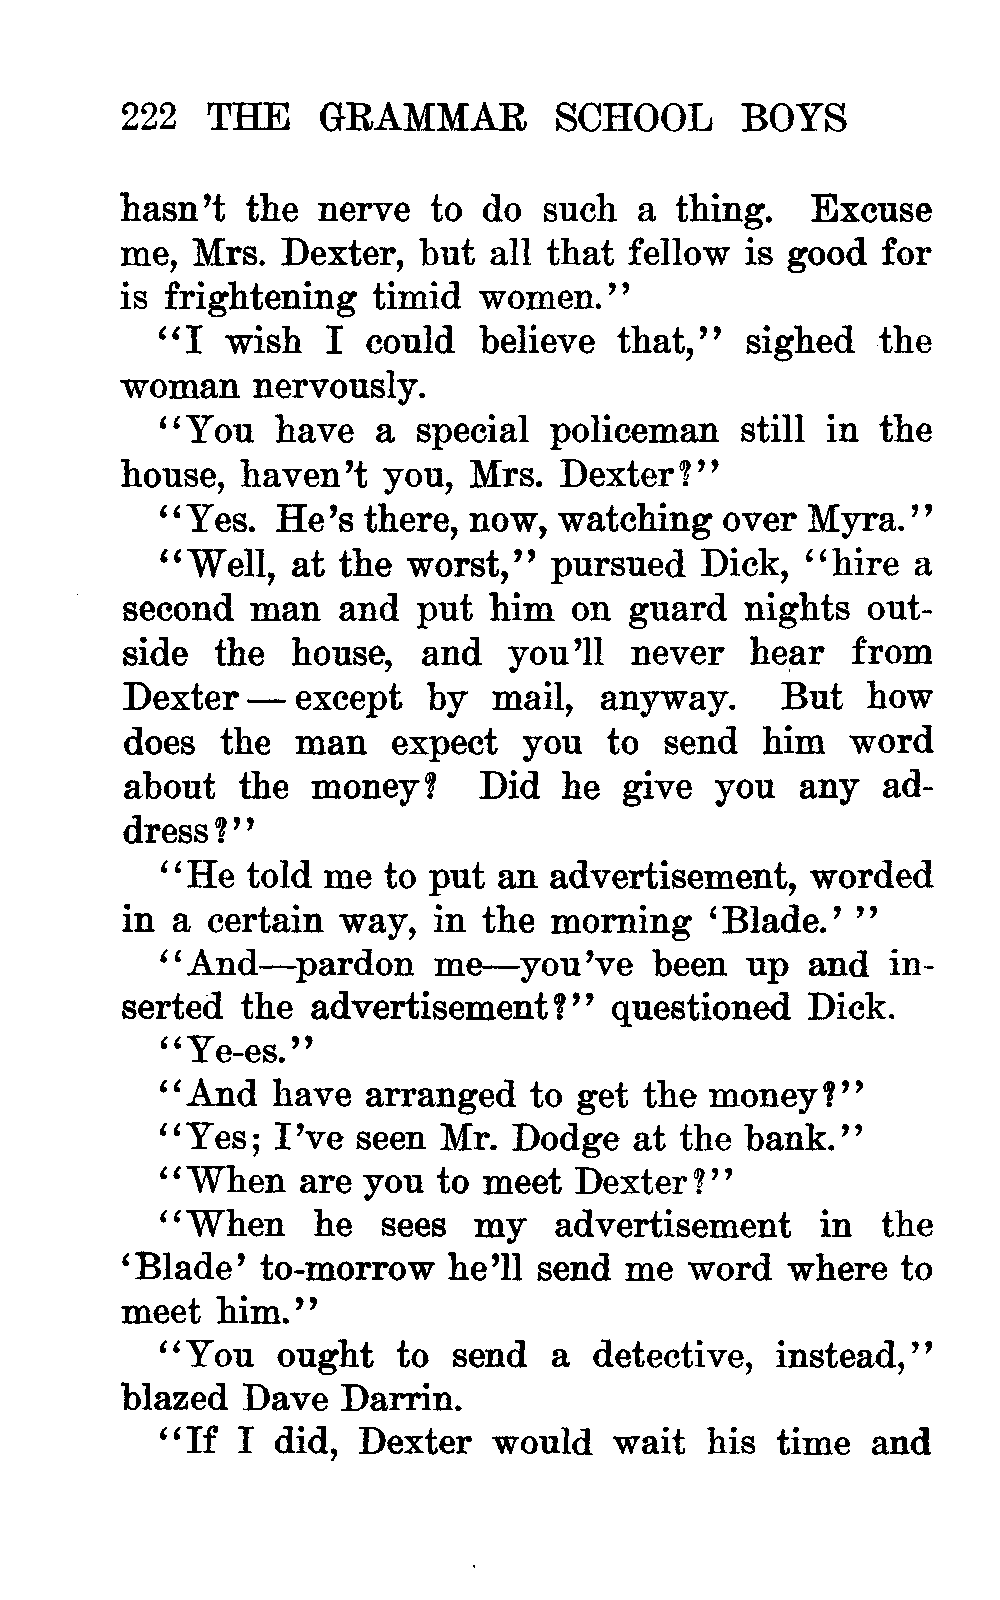 222 THE GRAMMAR SCHOOL BOYS
hasn't the nerve to do such a thing. Excuse
me, Mrs. Dexter, but all that fellow is good for
is frightening timid women."
"I wish I could believe that," sighed the
woman nervously.
"You have a special policeman still in the
house, haven't you, Mrs. Dexter?"
"Yes. He's there, now, watching over Myra."
"Well, at the worst," pursued Dick, "hire a
second man and put him on guard nights out-
side the house, and you'll never hear from
Dexter — except by mail, anyway. But how
does the man expect you to send him word
about the money? Did he give you any ad-
dress?"
"He told me to put an advertisement, worded
in a certain way, in the morning 'Blade.' "
"And—pardon me—you've been up and in-
serted the advertisement?" questioned Dick.
"Ye-es."
"And have arranged to get the money?"
"Yes; I've seen Mr. Dodge at the bank."
"When are you to meet Dexter?"
"When he sees my advertisement in the
'Blade' to-morrow he'll send me word where to
meet him."
"You ought to send a detective, instead,"
blazed Dave Darrin.
"If I did, Dexter would wait his time and